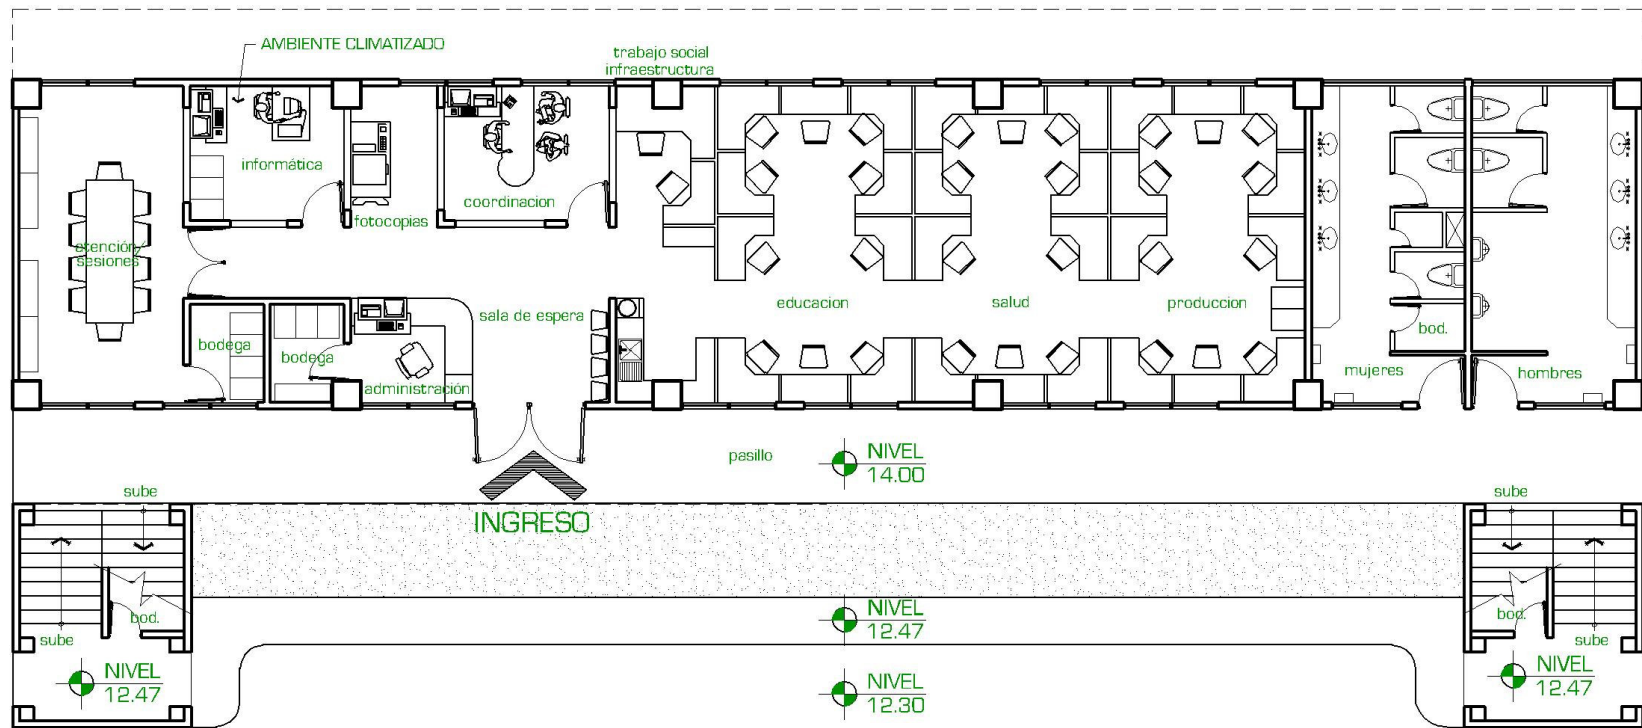 AMBIENTE CLIMATIZADO
trabajo social
infraestructura
informática
fotocopias
coordinacion
atención/
sesiones
bodega
bodega
administración
sala de espera
educacion
salud
produccion
bod.
mujeres
hombres
pasillo
NIVEL
14.00
INGRESO
sube
sube
bod.
sube
NIVEL
12.47
NIVEL
12.47
NIVEL
12.30
sube
bod.
sube
NIVEL
12.47